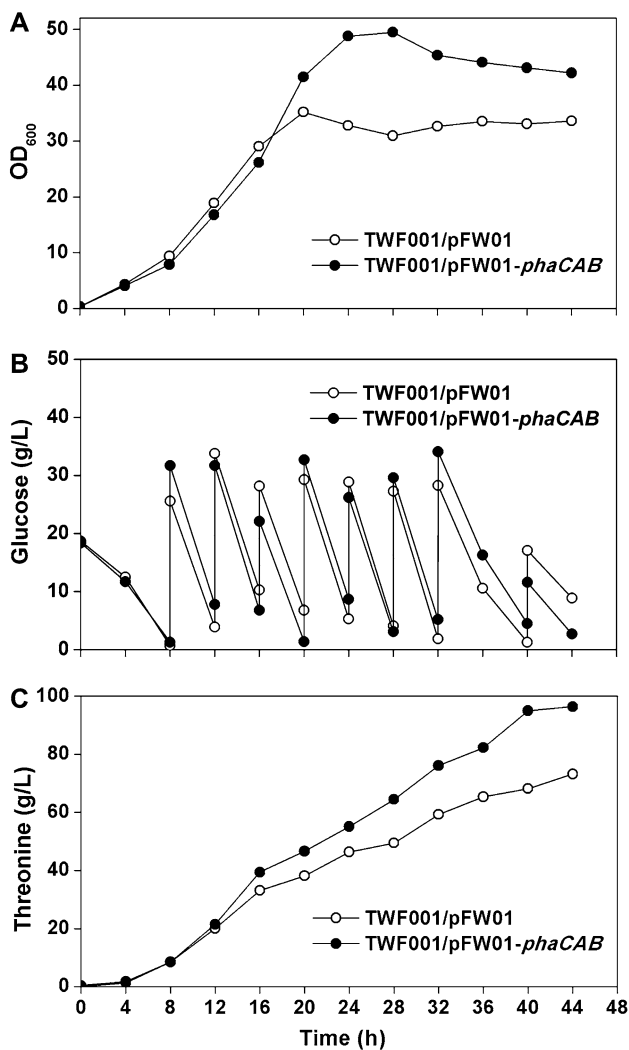 A
50
40
30
20
10
0
OD600
TWF001/pFW01
TWF001/pFW01-phaCAB
B
50
40
30
20
10
0
Glucose (g/L)
TWF001/pFW01
TWF001/pFW01-phaCAB
C
100
80
60
40
20
0
Threonine (g/L)
TWF001/pFW01
TWF001/pFW01-phaCAB
0 4 8 12 16 20 24 28 32 36 40 44 48
Time (h)